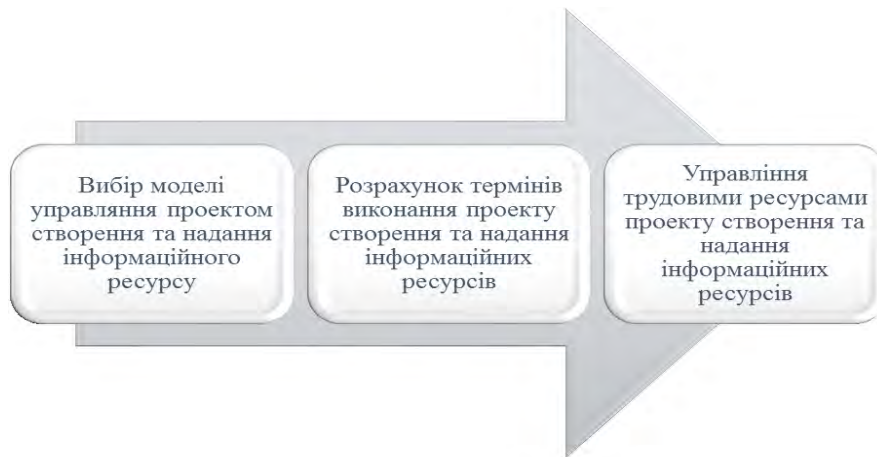 Вибір моделі
управляння проектом
створення та надання
інформаційного
ресурсу
Розрахунок термінів
виконання проекту
створення та надання
інформаційних
ресурсів
Управління
трудовими ресурсами
проекту створення та
надання
інформаційних
ресурсів